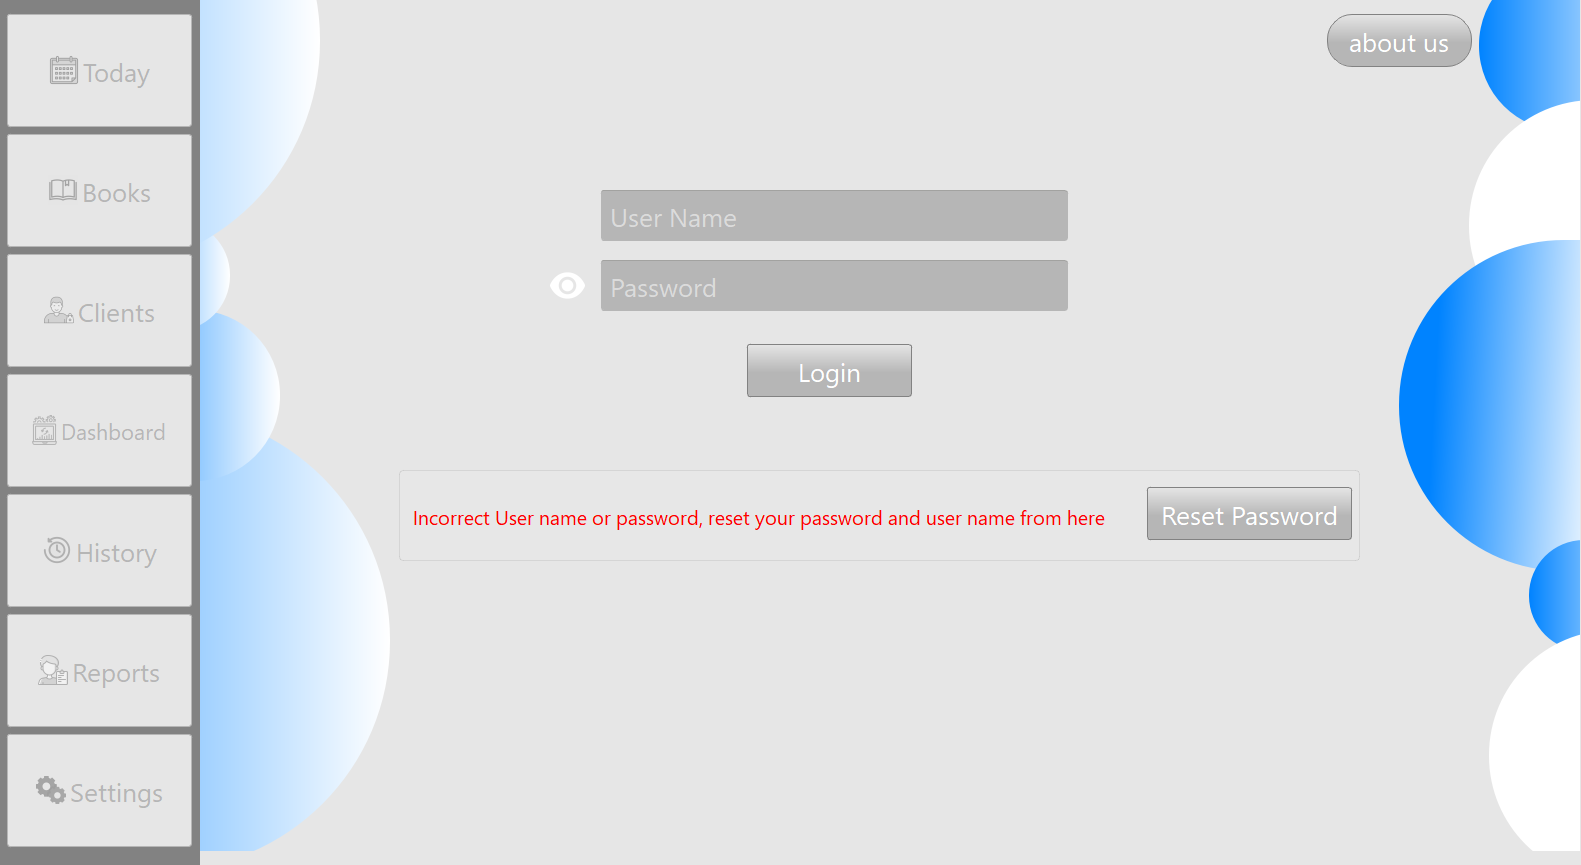 Today
Books
Clients
Dashboard
History
Reports
Settings
about us
User Name
Password
Login
Incorrect User name or password, reset your password and user name from here
Reset Password